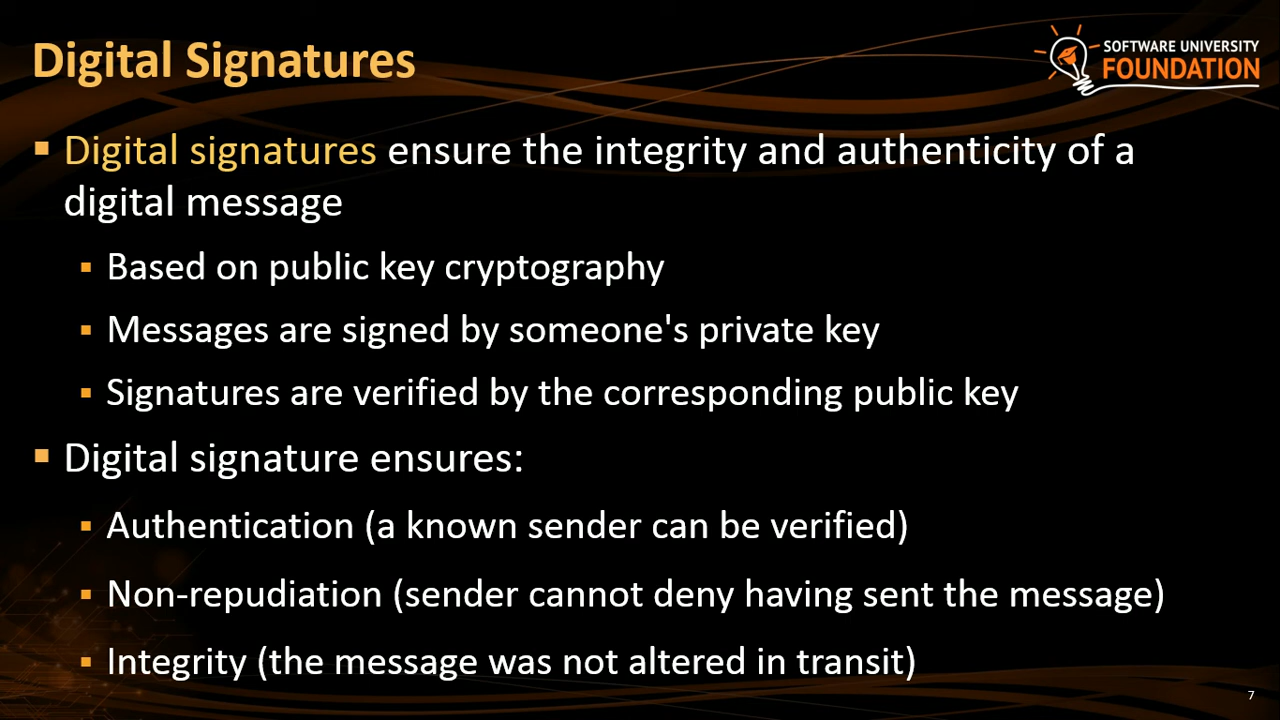 Digital Signatures
SOFTWARE UNIVERSITY
FOUNDATION
▪ Digital signatures ensure the integrity and authenticity of a
digital message
▪ Based on public key cryptography
▪ Messages are signed by someone's private key
▪ Signatures are verified by the corresponding public key
▪ Digital signature ensures:
▪ Authentication (a known sender can be verified)
▪ Non-repudiation (sender cannot deny having sent the message)
▪ Integrity (the message was not altered in transit)
7